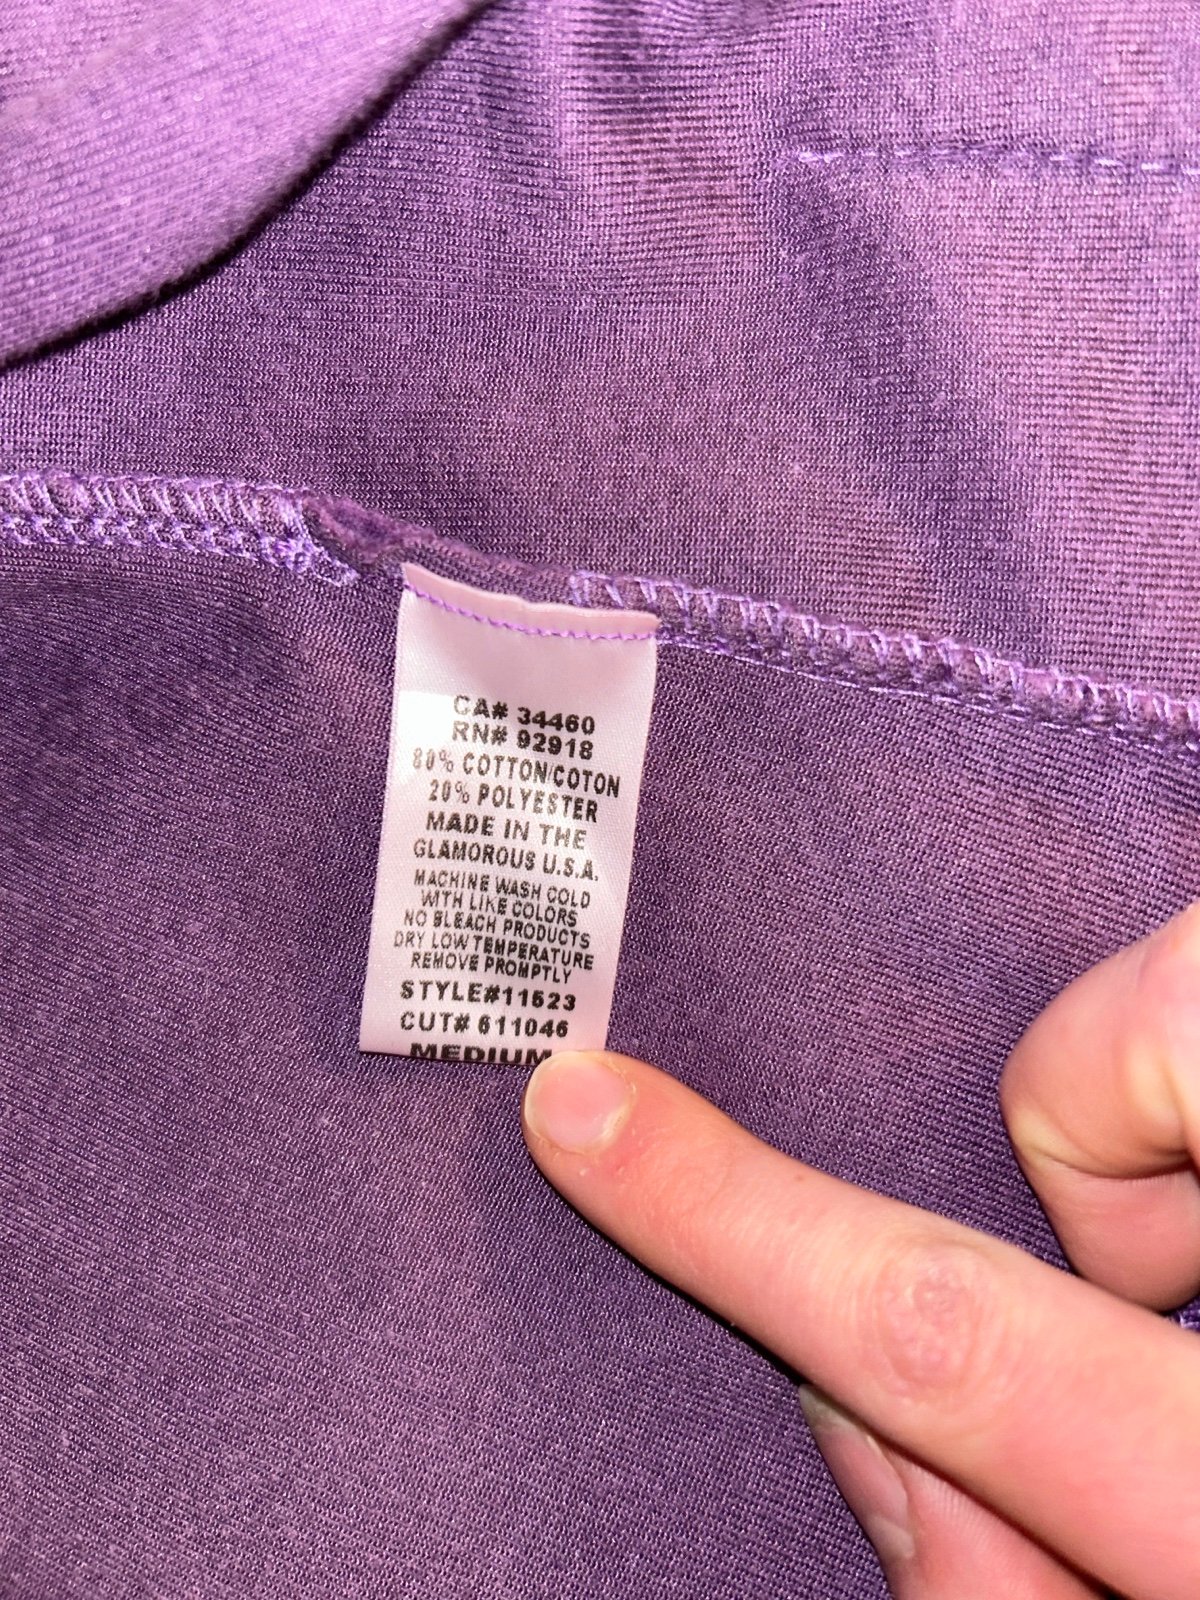 CA# 34460
RN# 92918
80% COTTON/COTON
20% POLYESTER
MADE IN THE
GLAMOROUS U.S.A.
MACHINE WASH COLD
WITH LIKE COLORS
NO BLEACH PRODUCTS
DRY LOW TEMPERATURE
REMOVE PROMPTLY
STYLE#11523
CUT# 611046
MEDIUM